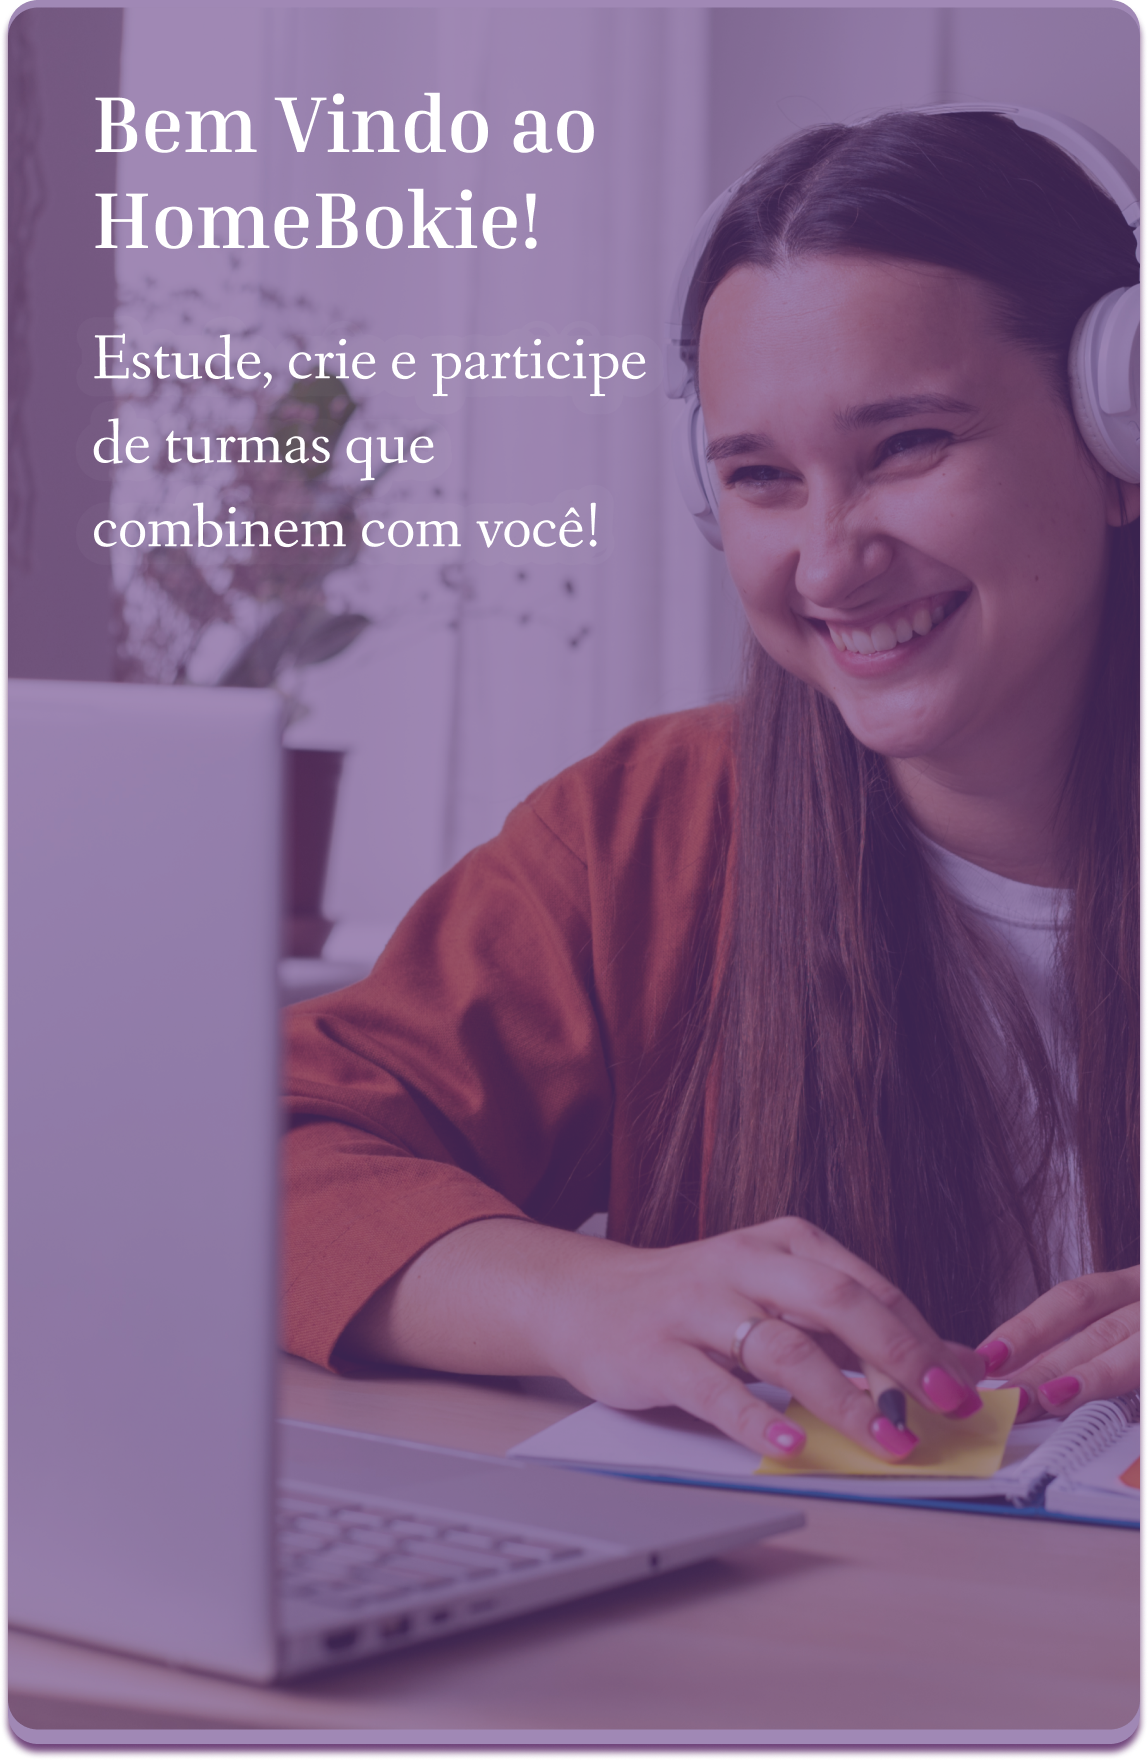 Bem Vindo ao
HomeBokie!
Estude, crie e participe
de turmas que
combinem com você!